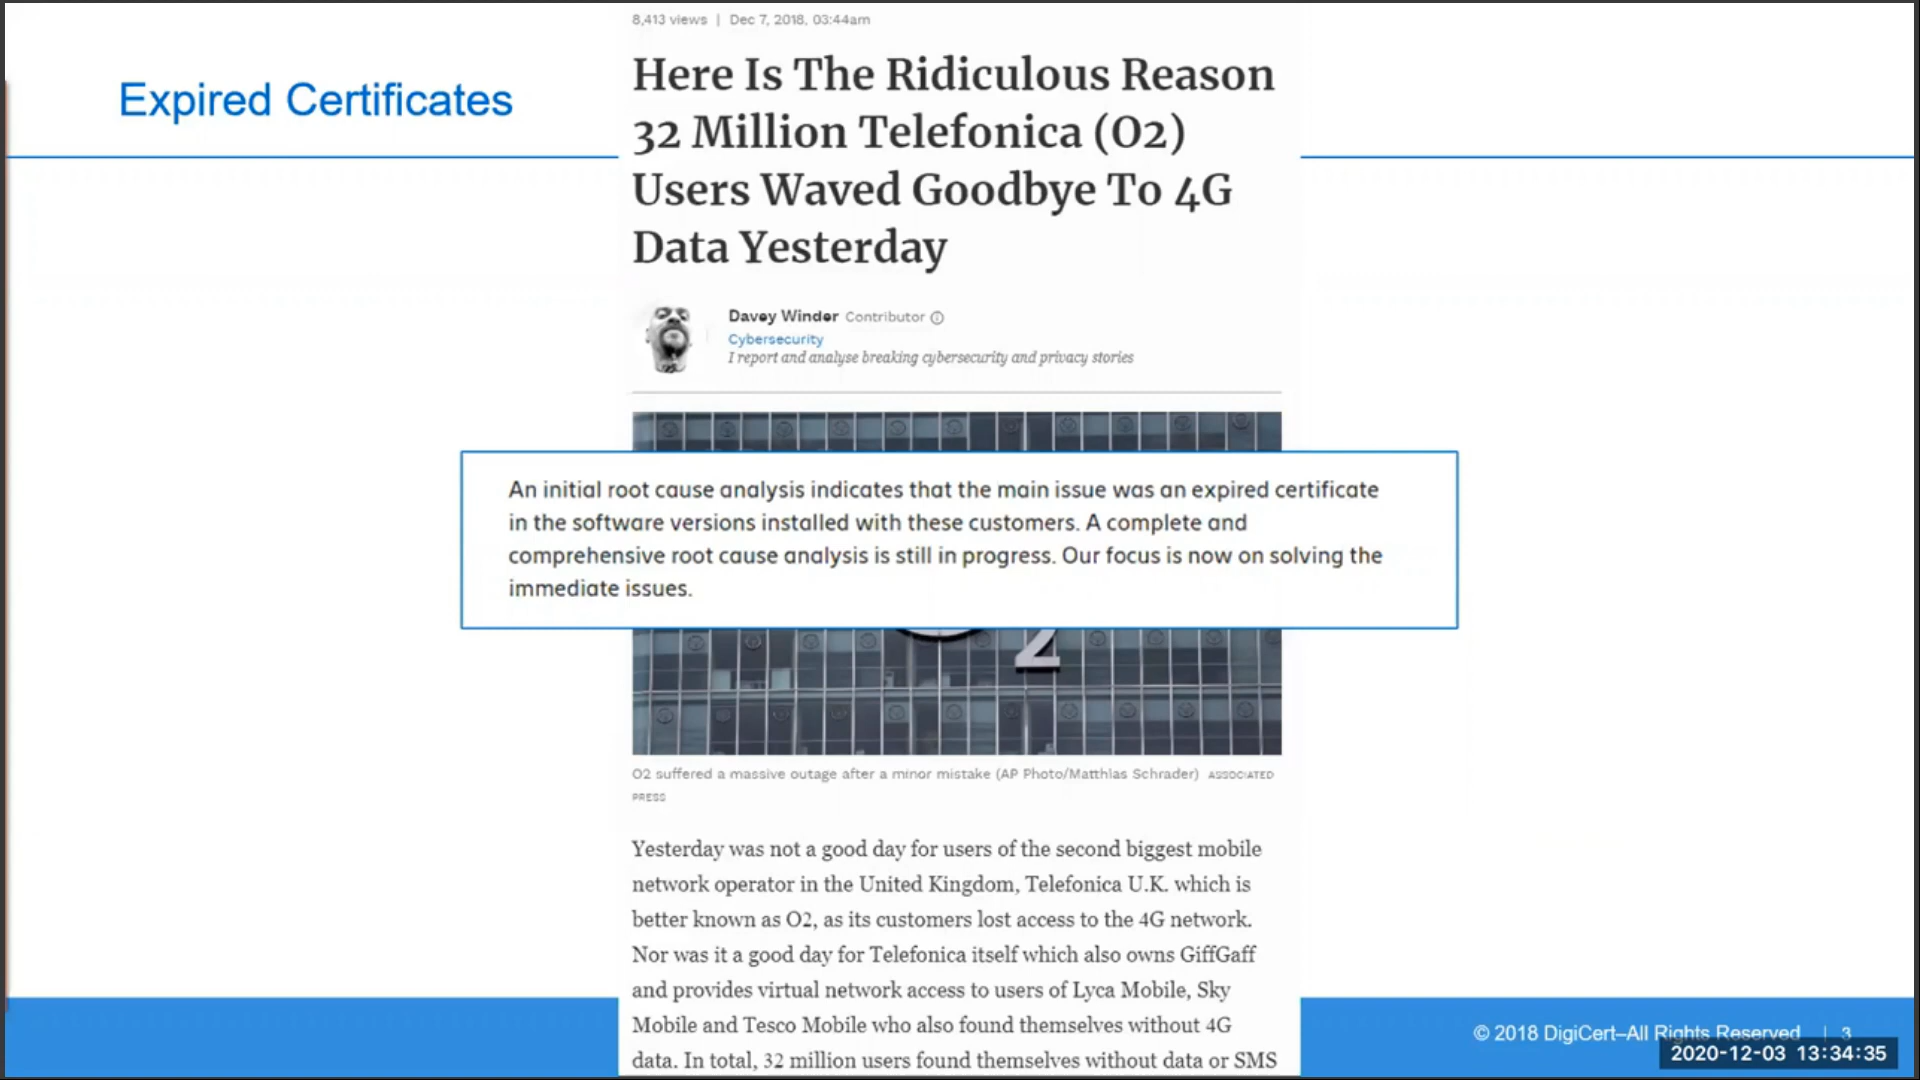 8,413 views | Dec 7, 2018, 03:44am
Expired Certificates
Here Is The Ridiculous Reason
32 Million Telefonica (O2)
Users Waved Goodbye To 4G
Data Yesterday
Davey Winder Contributor
Cybersecurity
I report and analyse breaking cybersecurity and privacy stories
An initial root cause analysis indicates that the main issue was an expired certificate
in the software versions installed with these customers. A complete and
comprehensive root cause analysis is still in progress. Our focus is now on solving the
immediate issues.
2
O2 suffered a massive outage after a minor mistake (AP Photo/Matthias Schrader) ASSOCIATED
PRESS
Yesterday was not a good day for users of the second biggest mobile
network operator in the United Kingdom, Telefonica U.K. which is
better known as O2, as its customers lost access to the 4G network.
Nor was it a good day for Telefonica itself which also owns GiffGaff
and provides virtual network access to users of Lyca Mobile, Sky
Mobile and Tesco Mobile who also found themselves without 4G
data. In total, 32 million users found themselves without data or SMS
© 2018 DigiCert–All Rights Reserved | 3
2020-12-03 13:34:35